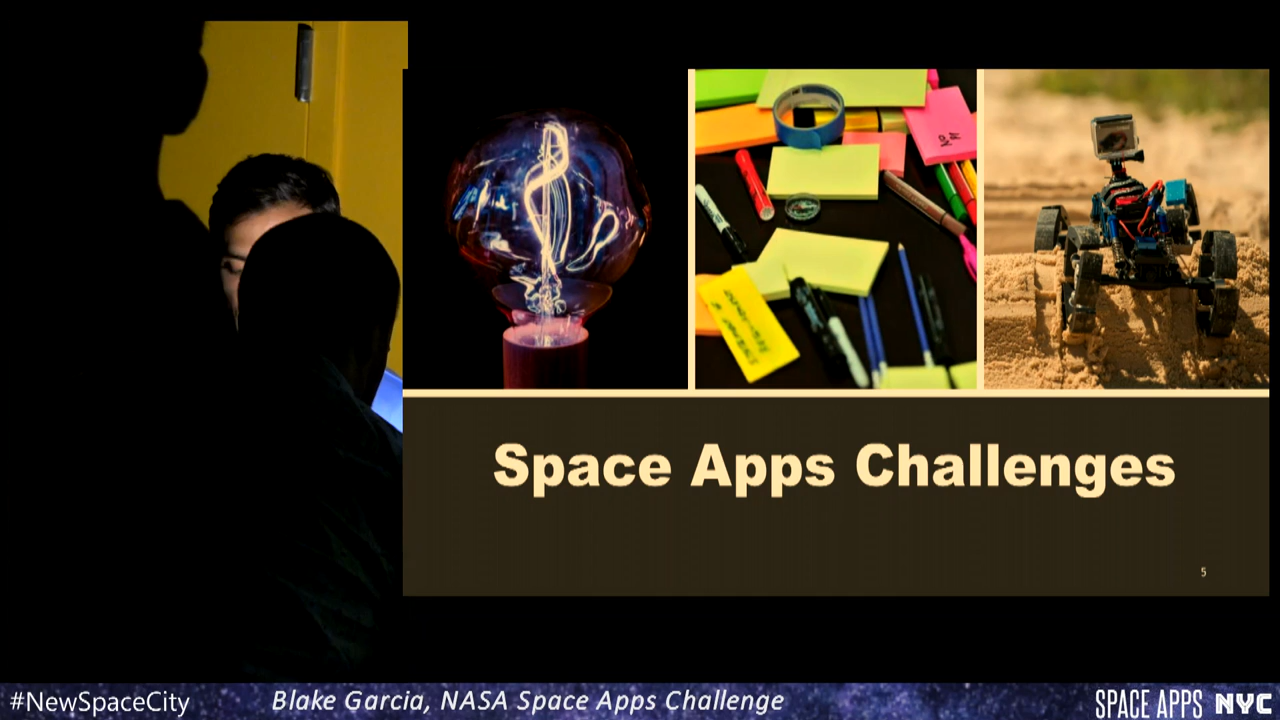 Space Apps Challenges
5
#NewSpaceCity
Blake Garcia, NASA Space Apps Challenge
SPACE APPS NYC